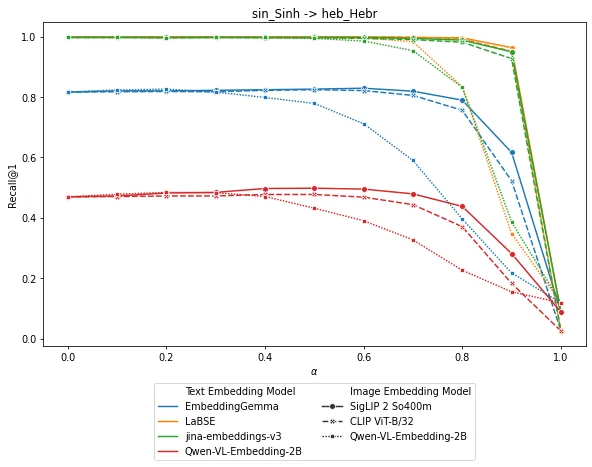 sin_Sinh -> heb_Hebr
1.0
0.8
0.6
0.4
0.2
0.0
Recall@1
0.0 0.2 0.4 0.6 0.8 1.0
α
Text Embedding Model
EmbeddingGemma
LaBSE
jina-embeddings-v3
Qwen-VL-Embedding-2B
Image Embedding Model
SigLIP 2 So400m
CLIP ViT-B/32
Qwen-VL-Embedding-2B